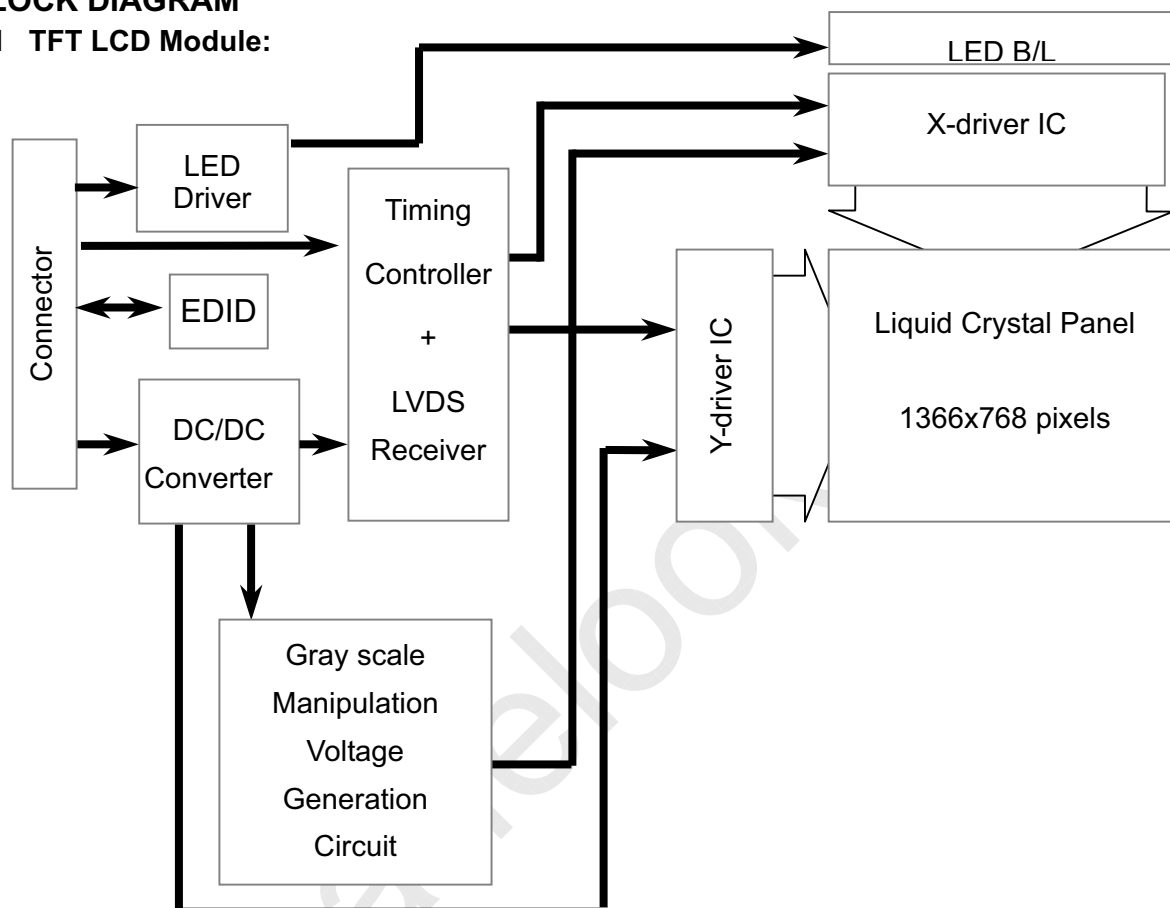 LOCK DIAGRAM
TFT LCD Module:
LED B/L
X-driver IC
LED
Driver
Timing
Controller
+
LVDS
Receiver
Connector
EDID
DC/DC
Converter
Y-driver IC
Liquid Crystal Panel
1366x768 pixels
Gray scale
Manipulation
Voltage
Generation
Circuit